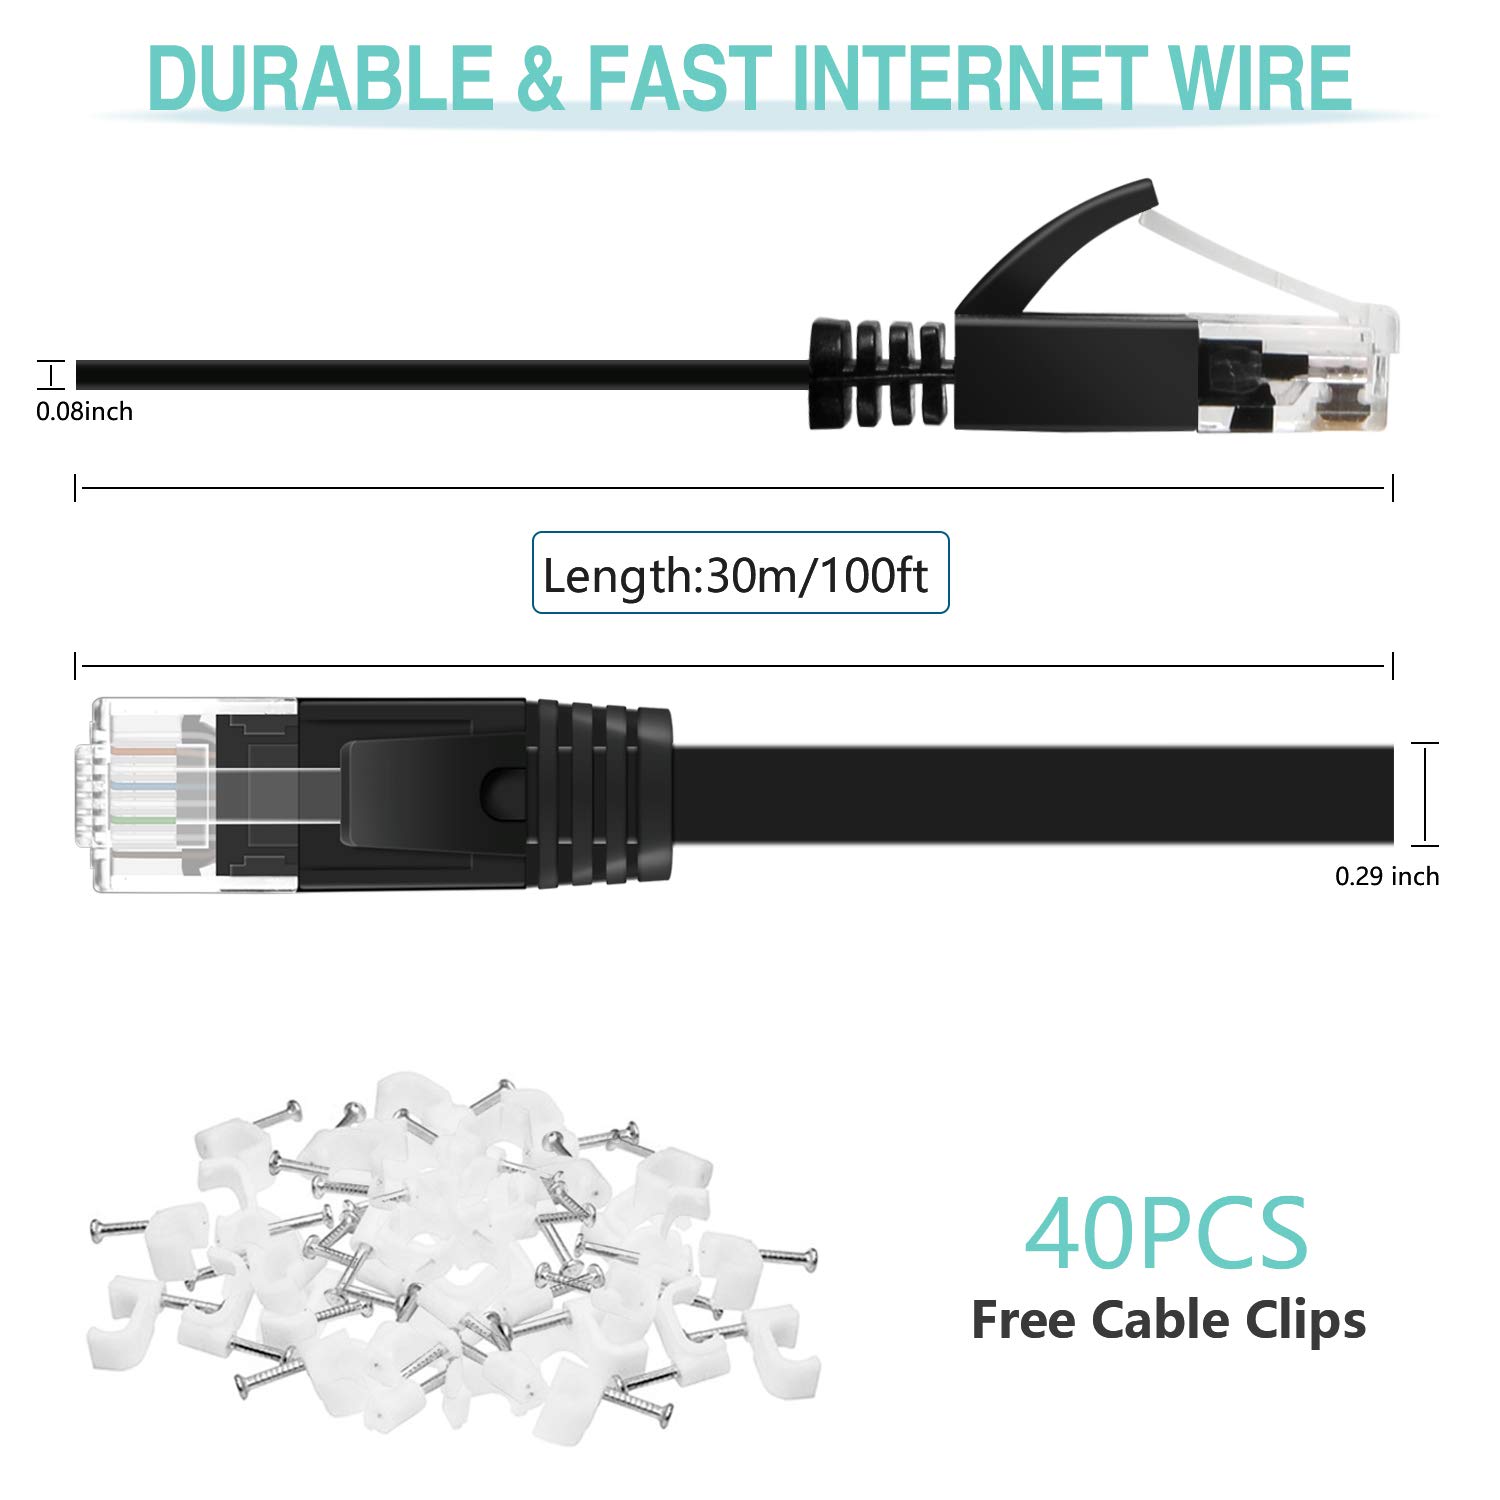 DURABLE & FAST INTERNET WIRE
0.08inch
Length:30m/100ft
0.29 inch
40PCS
Free Cable Clips